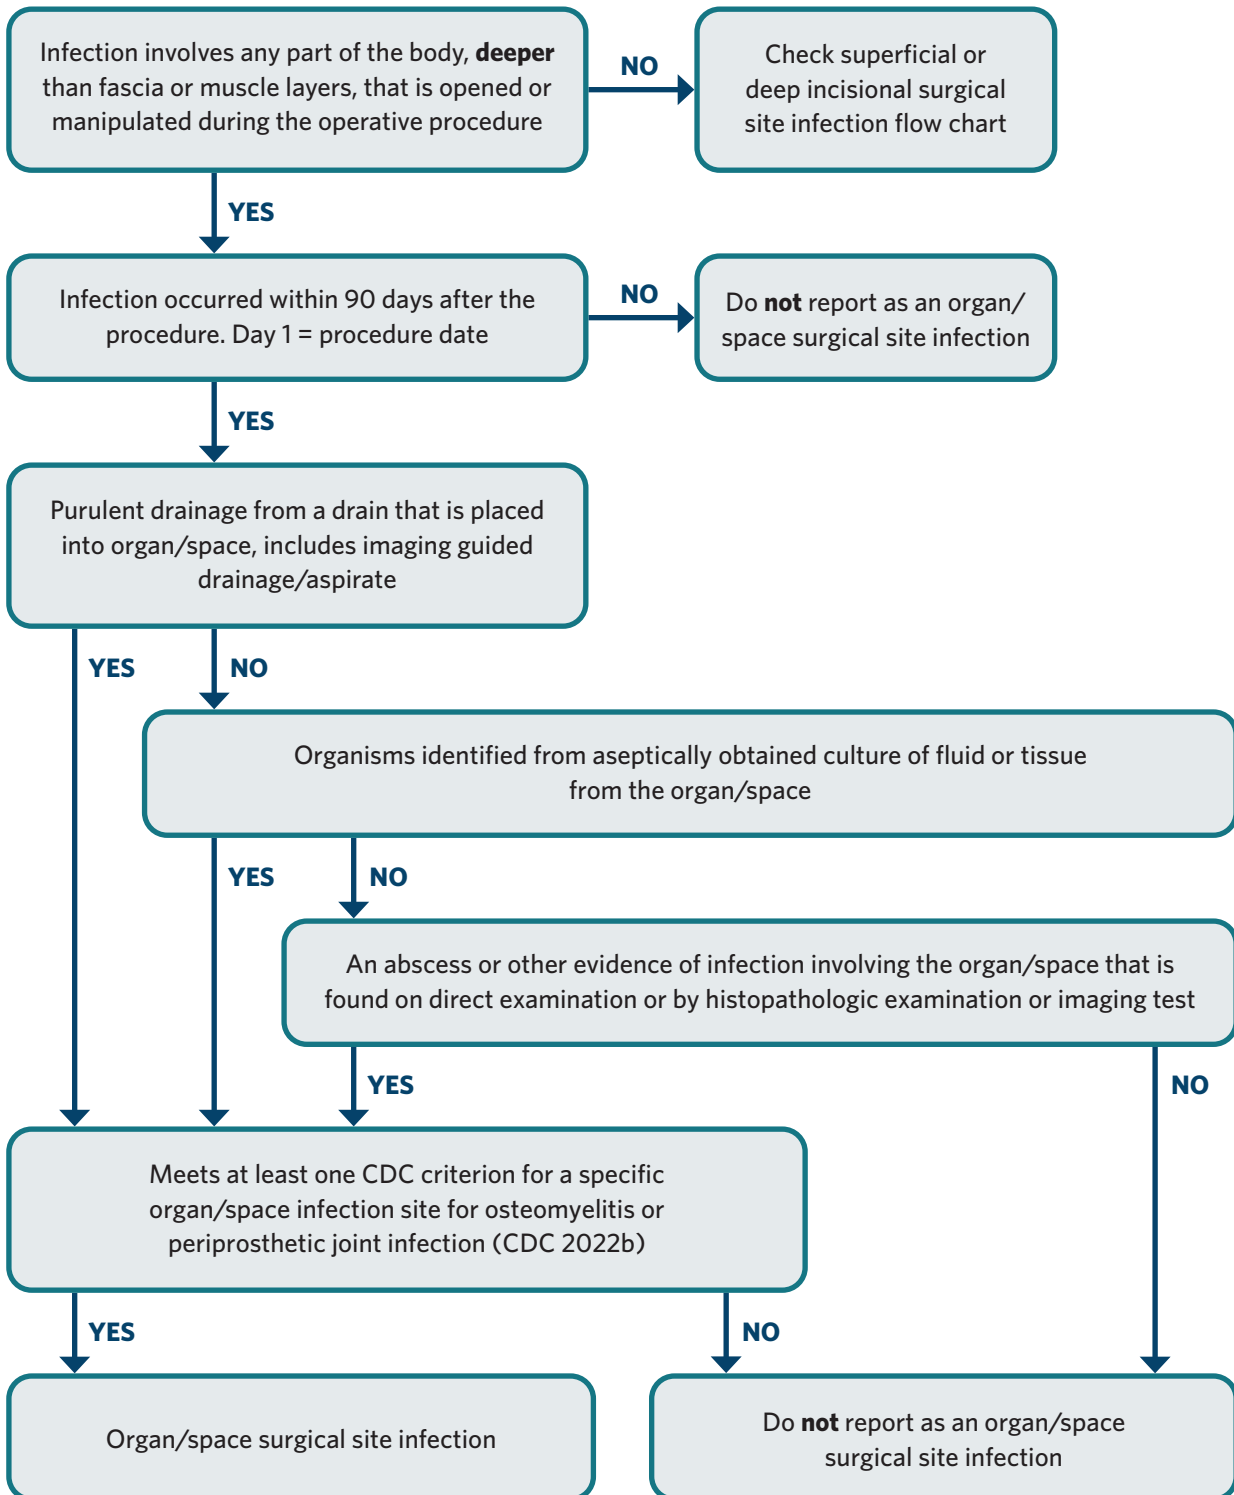 Infection involves any part of the body, deeper
than fascia or muscle layers, that is opened or
manipulated during the operative procedure
NO
Check superficial or
deep incisional surgical
site infection flow chart
YES
Infection occurred within 90 days after the
procedure. Day 1 = procedure date
NO
Do not report as an organ/
space surgical site infection
YES
Purulent drainage from a drain that is placed
into organ/space, includes imaging guided
drainage/aspirate
YES
NO
Organisms identified from aseptically obtained culture of fluid or tissue
from the organ/space
YES
NO
An abscess or other evidence of infection involving the organ/space that is
found on direct examination or by histopathologic examination or imaging test
YES
NO
Meets at least one CDC criterion for a specific
organ/space infection site for osteomyelitis or
periprosthetic joint infection (CDC 2022b)
YES
NO
Organ/space surgical site infection
Do not report as an organ/space
surgical site infection